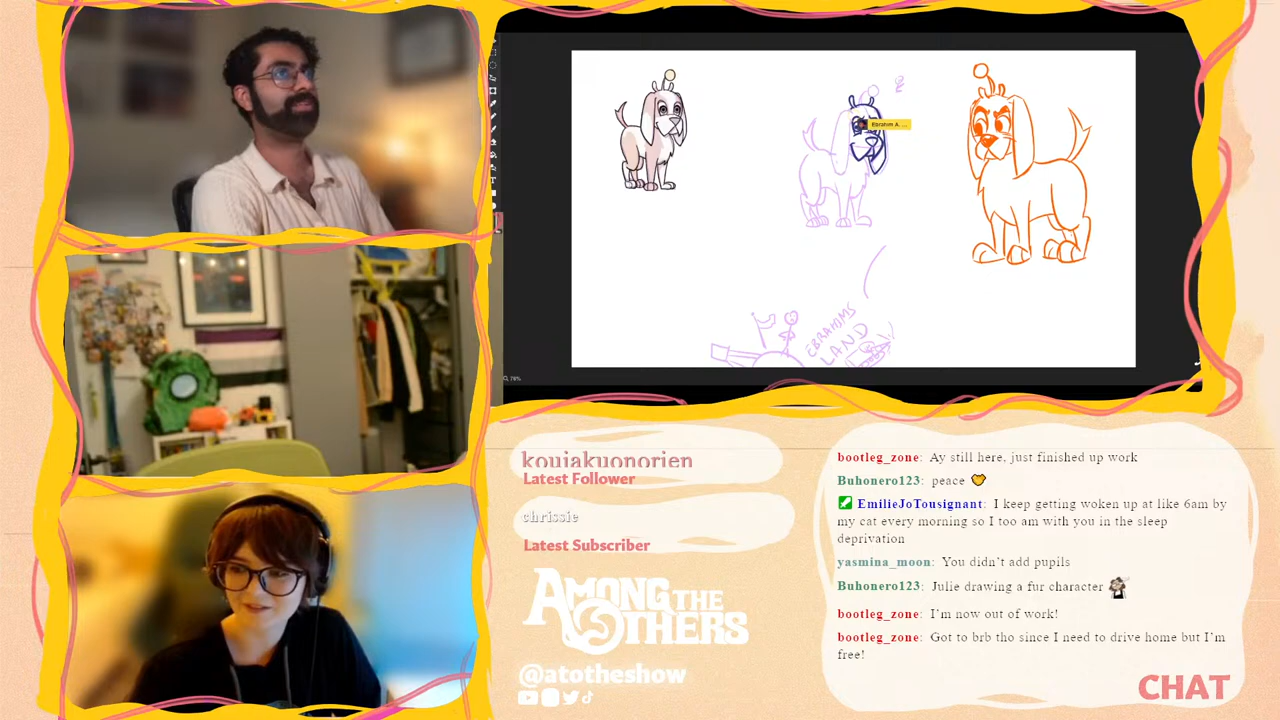 Ebrahim A. ...
EBRAHMS
LAND
78%
koujakuonorien
Latest Follower
chrissie
Latest Subscriber
AMONG THE
OTHERS
@atotheshow
bootleg_zone: Ay still here, just finished up work
Buhonero123: peace
EmilieJoTousignant: I keep getting woken up at like 6am by
my cat every morning so I too am with you in the sleep
deprivation
yasmina_moon: You didn't add pupils
Buhonero123: Julie drawing a fur character
bootleg_zone: I'm now out of work!
bootleg_zone: Got to brb tho since I need to drive home but I'm
free!
CHAT